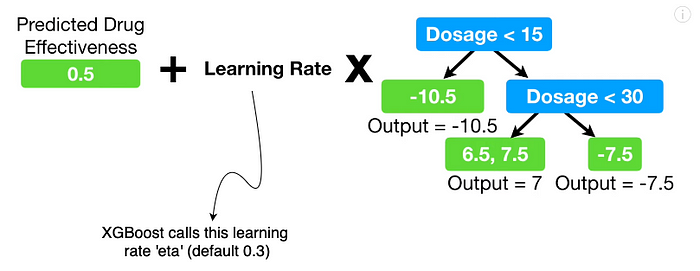 Predicted Drug
Effectiveness
0.5
+ Learning Rate X
Dosage < 15
-10.5
Output = -10.5
Dosage < 30
6.5, 7.5
Output = 7
-7.5
Output = -7.5
XGBoost calls this learning
rate 'eta' (default 0.3)